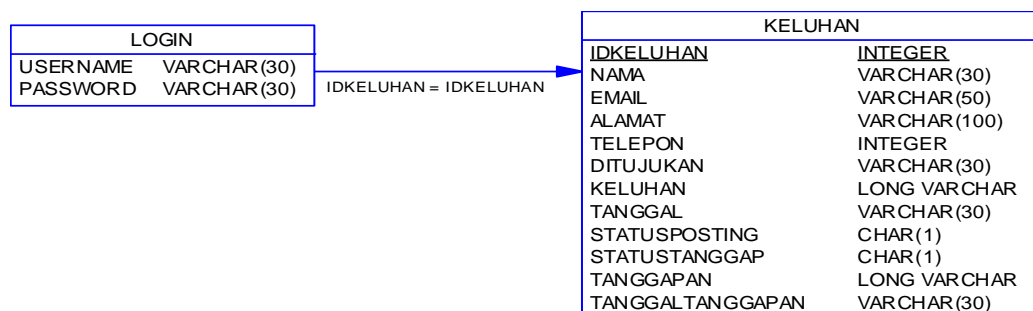 LOGIN
USERNAME VARCHAR(30)
PASSWORD VARCHAR(30)
IDKELUHAN = IDKELUHAN
KELUHAN
IDKELUHAN INTEGER
NAMA VARCHAR(30)
EMAIL VARCHAR(50)
ALAMAT VARCHAR(100)
TELEPON INTEGER
DITUJUKAN VARCHAR(30)
KELUHAN LONG VARCHAR
TANGGAL VARCHAR(30)
STATUSPOSTING CHAR(1)
STATUSTANGGAP CHAR(1)
TANGGAPAN LONG VARCHAR
TANGGALTANGGAPAN VARCHAR(30)